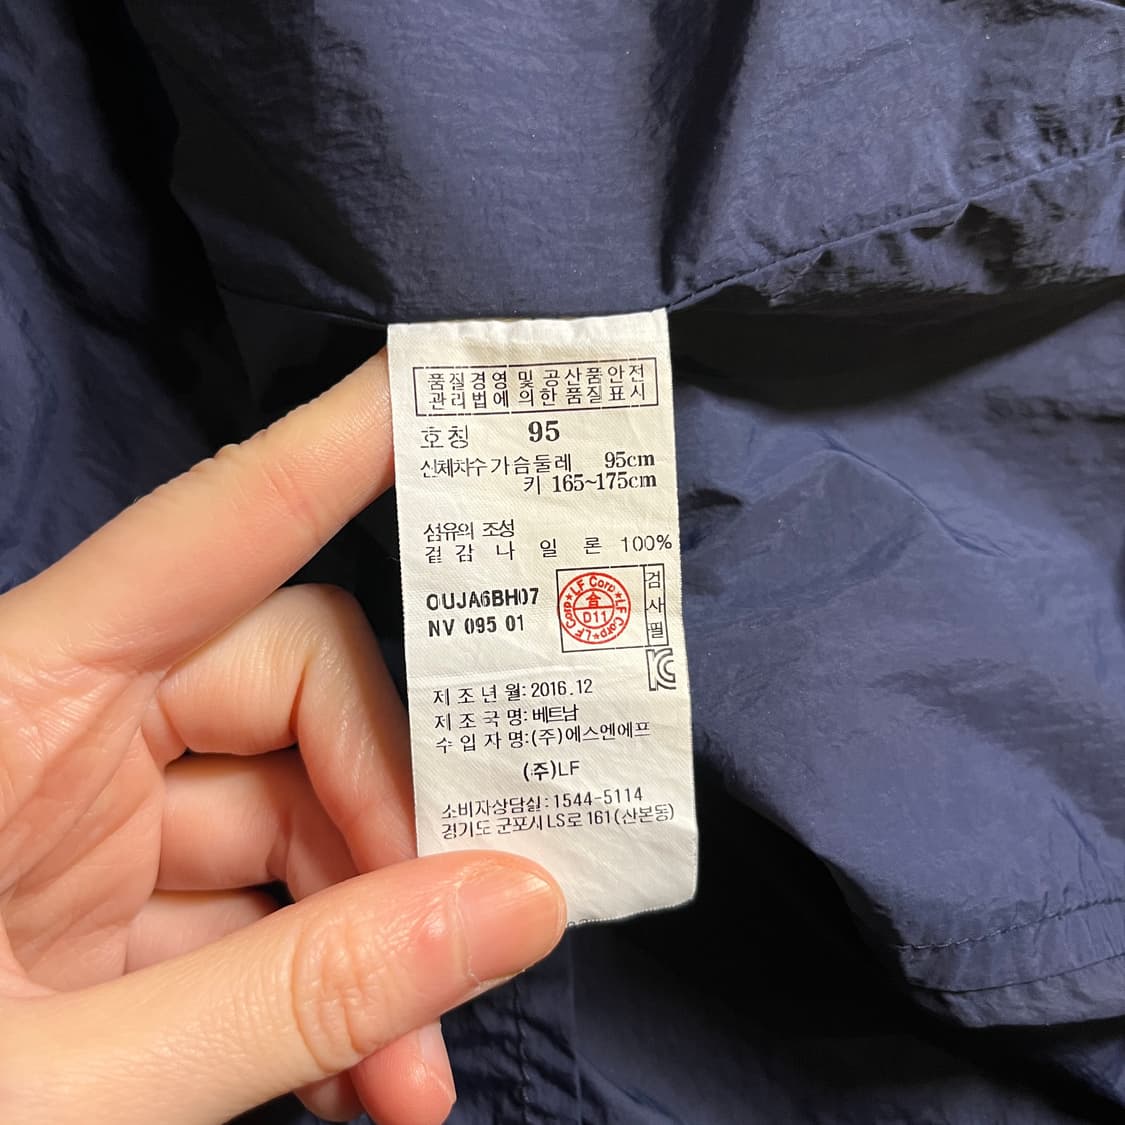 품질경영 및 공산품안전
관리법에 의한 품질표시
호칭 95
신체치수 가슴둘레 95cm
키 165~175cm
섬유의 조성
겉감 나일론 100%
OUJA6BH07
NV 095 01
LF Corp★LF Corp★LF Corp★
合
D11
검사필
제조년월:2016.12
제조국명:베트남
수입자명:(주)에스엔에프
(주)LF
소비자상담실:1544-5114
경기도 군포시 LS로 161(산본동)